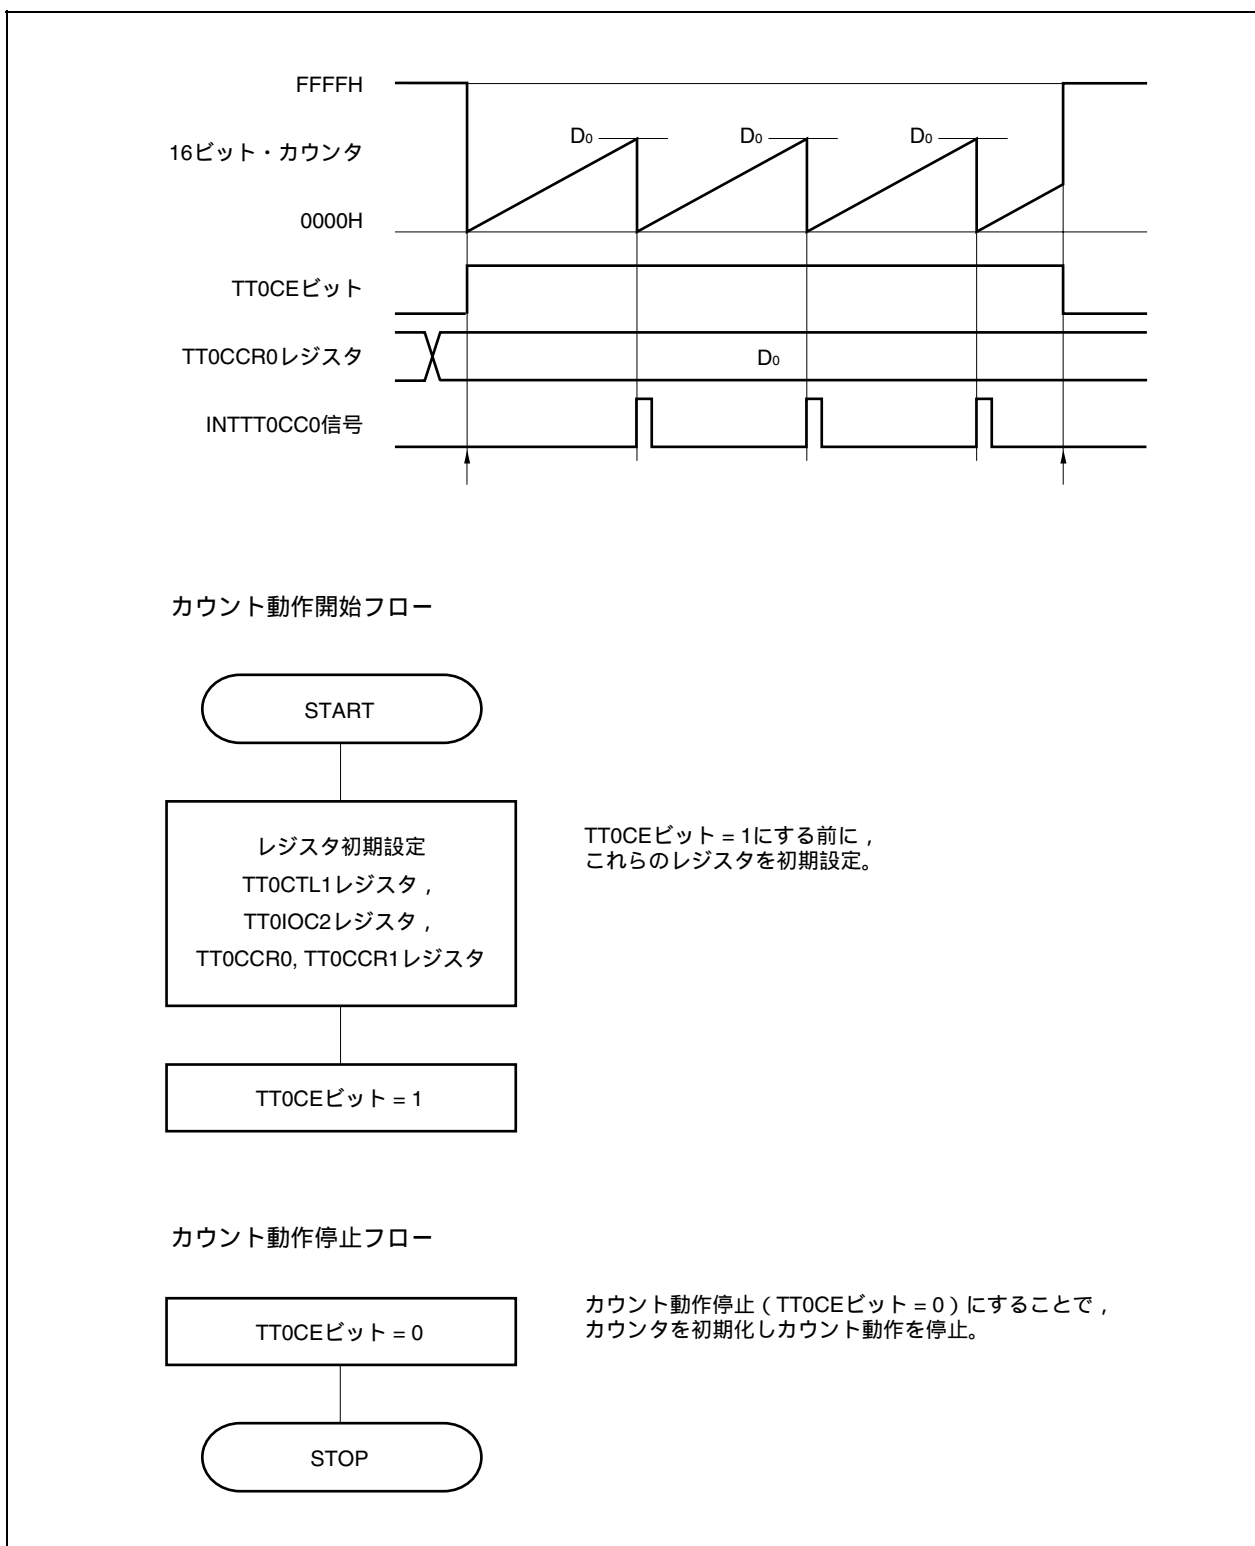 FFFFH
16ビット・カウンタ
0000H
D0 D0 D0
TT0CEビット
TT0CCR0レジスタ
D0
INTTT0CC0信号
カウント動作開始フロー
START
レジスタ初期設定
TT0CTL1レジスタ，
TT0IOC2レジスタ，
TT0CCR0, TT0CCR1レジスタ
TT0CEビット = 1にする前に，
これらのレジスタを初期設定。
TT0CEビット = 1
カウント動作停止フロー
TT0CEビット = 0
カウント動作停止（TT0CEビット = 0）にすることで，
カウンタを初期化しカウント動作を停止。
STOP